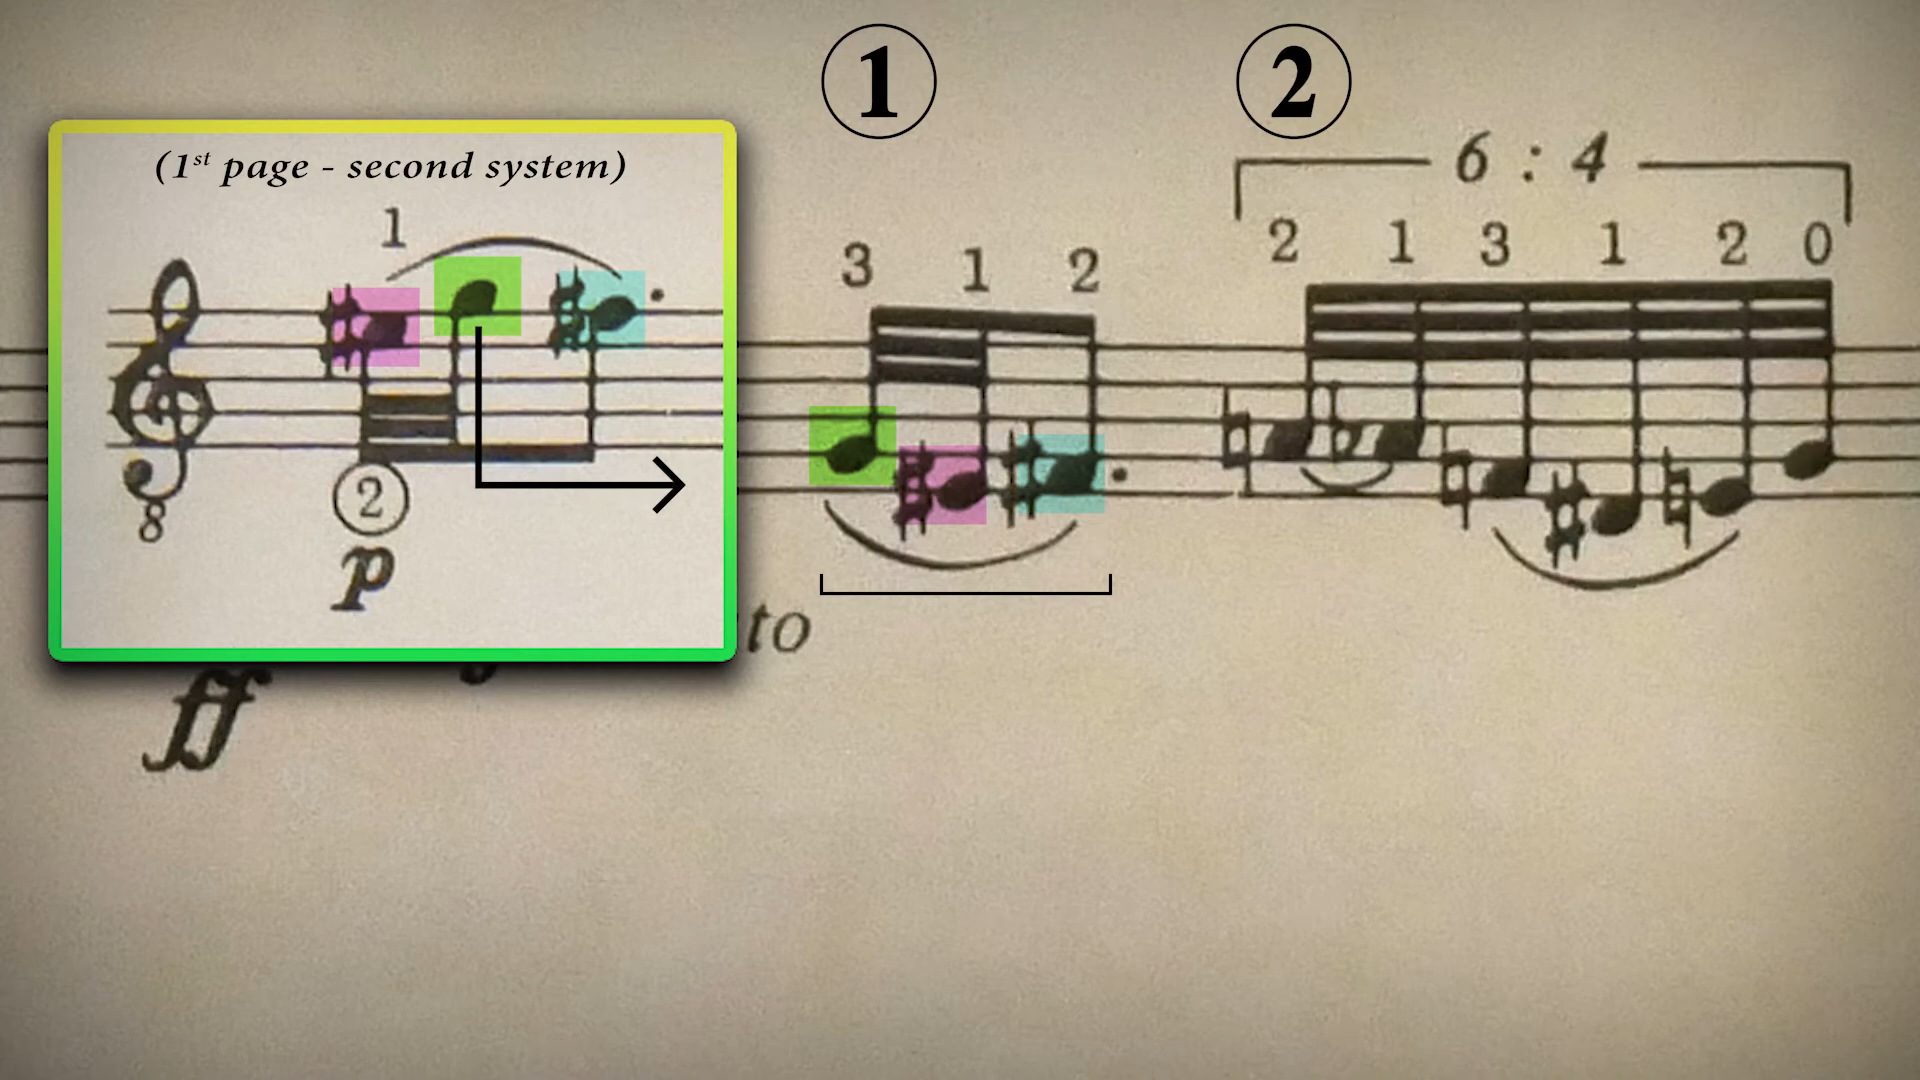 1 2
6 : 4
(1st page - second system)
1
3 1 2
2 1 3 1 2 0
2
8
p
to
ff